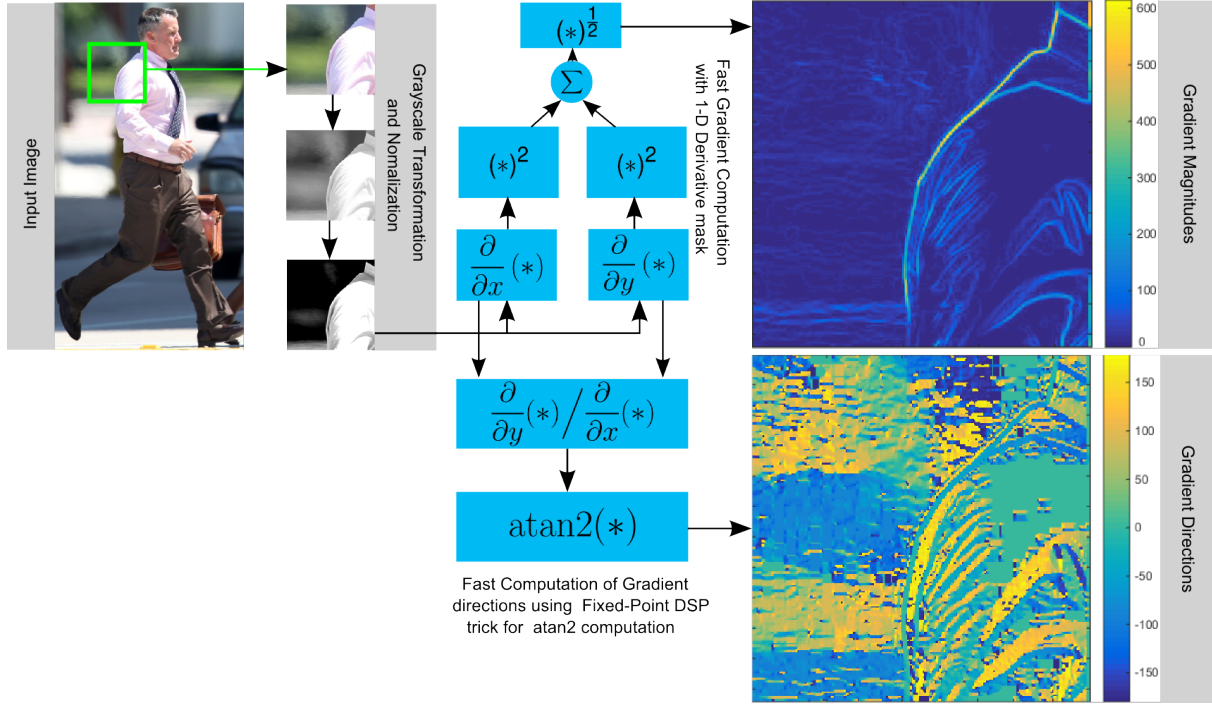 Input Image
Grayscale Transformation
and Nomalization
(*)^{1/2}
Σ
(*)^2
(*)^2
∂/∂x (*)
∂/∂y (*)
Fast Gradient Computation
with 1-D Derivative mask
∂/∂y (*) / ∂/∂x (*)
atan2(*)
Fast Computation of Gradient
directions using Fixed-Point DSP
trick for atan2 computation
600
500
400
300
200
100
0
Gradient Magnitudes
150
100
50
0
-50
-100
-150
Gradient Directions